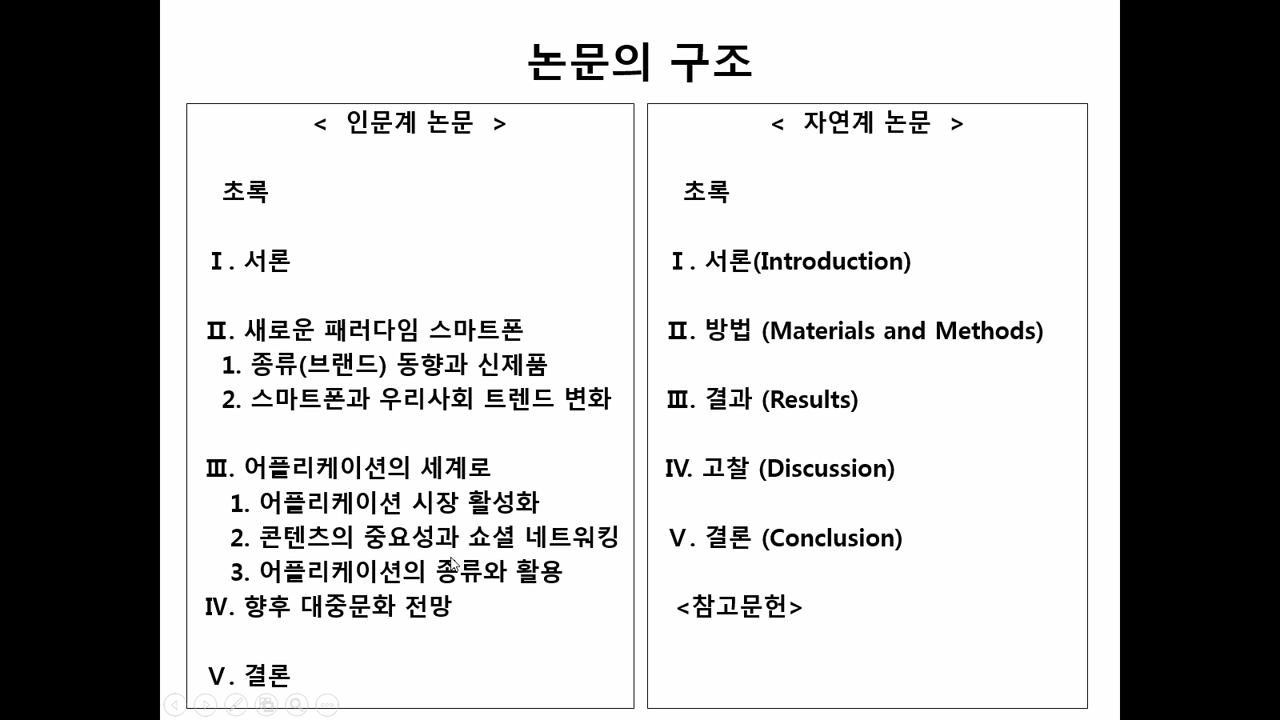 논문의 구조
< 인문계 논문 >
초록
Ⅰ. 서론
Ⅱ. 새로운 패러다임 스마트폰
1. 종류(브랜드) 동향과 신제품
2. 스마트폰과 우리사회 트렌드 변화
Ⅲ. 어플리케이션의 세계로
1. 어플리케이션 시장 활성화
2. 콘텐츠의 중요성과 쇼셜 네트워킹
3. 어플리케이션의 종류와 활용
Ⅳ. 향후 대중문화 전망
Ⅴ. 결론
< 자연계 논문 >
초록
Ⅰ. 서론(Introduction)
Ⅱ. 방법 (Materials and Methods)
Ⅲ. 결과 (Results)
Ⅳ. 고찰 (Discussion)
Ⅴ. 결론 (Conclusion)
<참고문헌>